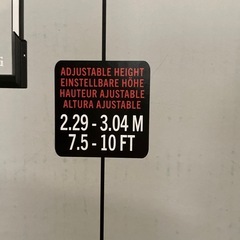 ADJUSTABLE HEIGHT
EINSTELLBARE HÖHE
HAUTEUR AJUSTABLE
ALTURA AJUSTABLE
2.29 - 3.04 M
7.5 - 10 FT